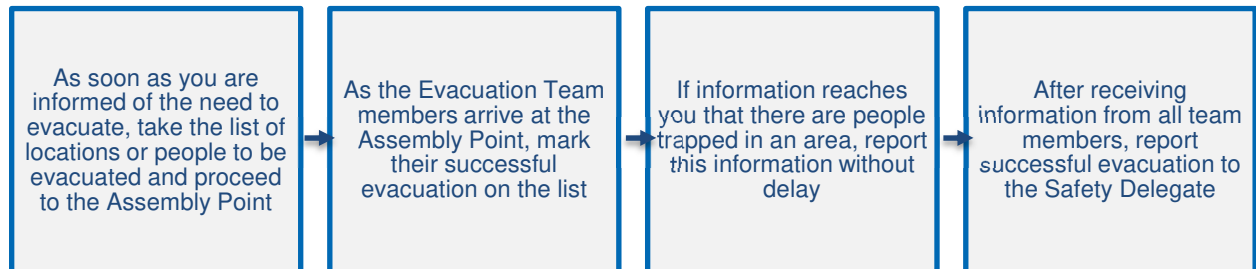 As soon as you are
informed of the need to
evacuate, take the list of
locations or people to be
evacuated and proceed
to the Assembly Point
As the Evacuation Team
members arrive at the
Assembly Point, mark
their successful
evacuation on the list
If information reaches
you that there are people
trapped in an area, report
this information without
delay
After receiving
information from all team
members, report
successful evacuation to
the Safety Delegate